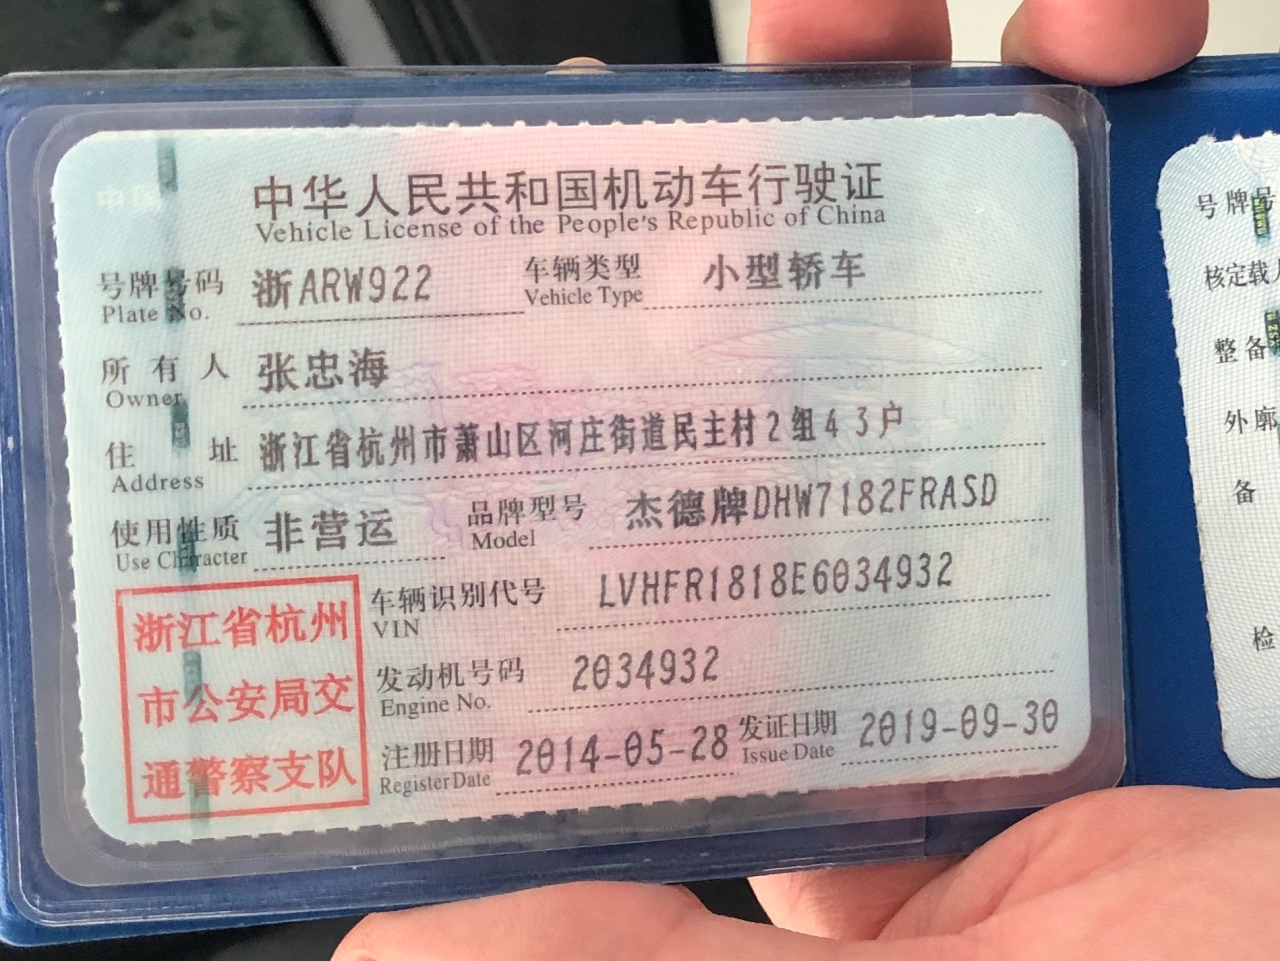 中华人民共和国机动车行驶证
Vehicle License of the People's Republic of China
号牌号码 浙ARW922 车辆类型 小型轿车
Plate No. Vehicle Type
所有人 张忠海
Owner
住址 浙江省杭州市萧山区河庄街道民主村2组43户
Address
使用性质 非营运 品牌型号 杰德牌DHW7182FRASD
Use Character Model
浙江省杭州
市公安局交
通警察支队
车辆识别代号 LVHFR1818E6034932
VIN
发动机号码 2034932
Engine No.
注册日期 2014-05-28 发证日期 2019-09-30
Register Date Issue Date
号牌号
核定载
整备
外廓
备
检